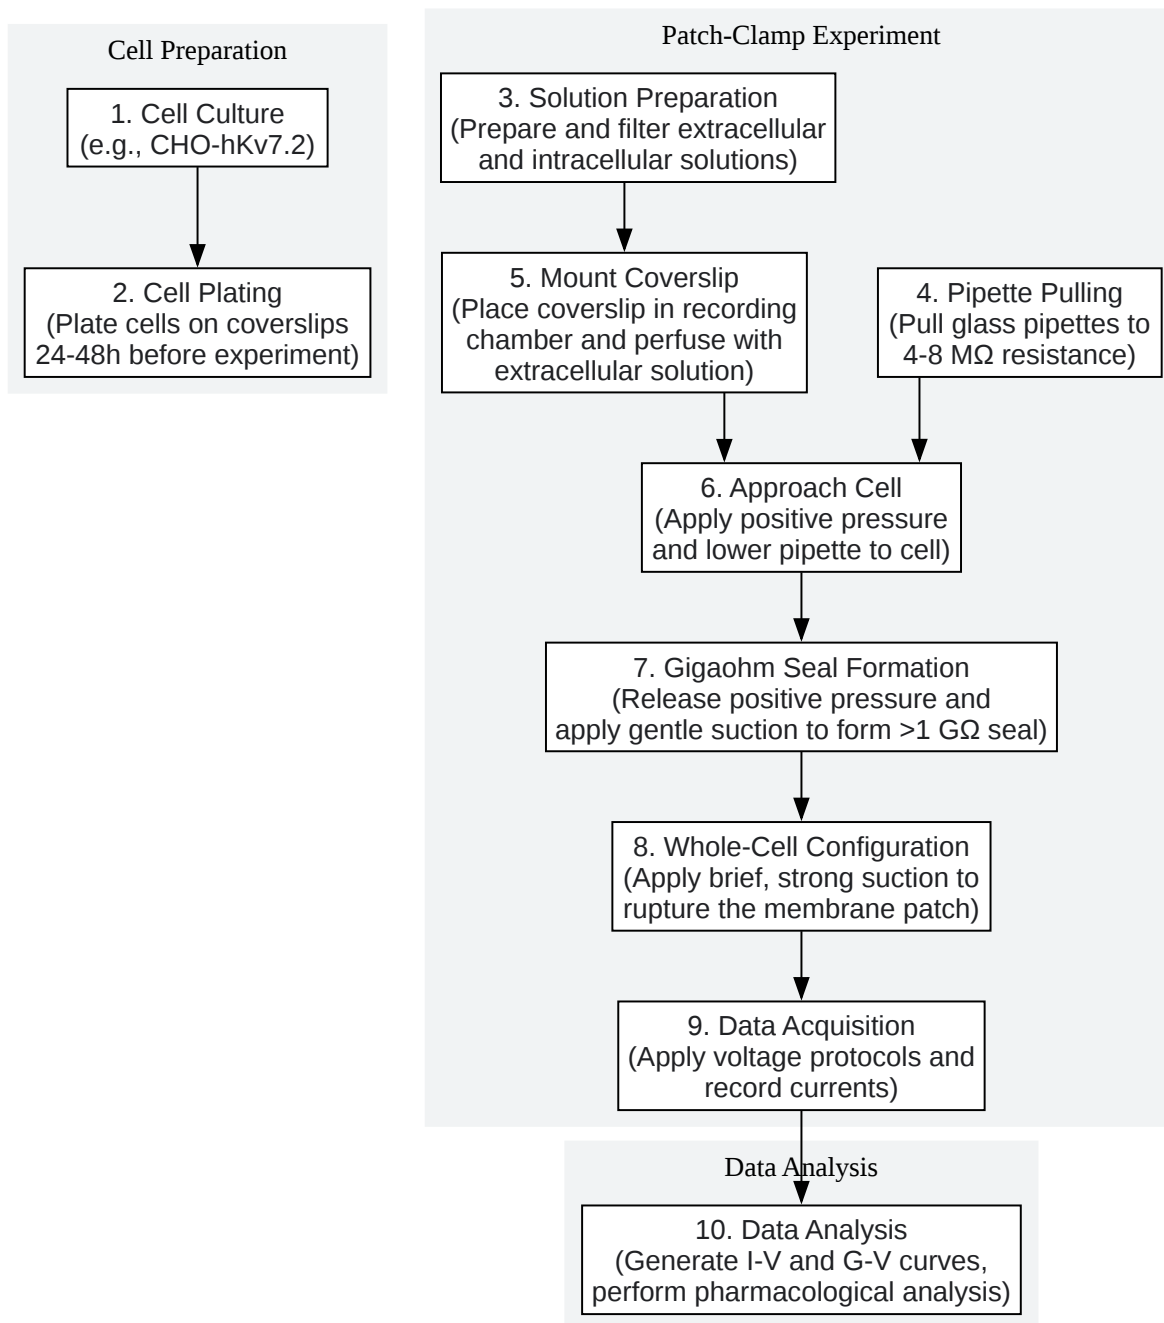 Cell Preparation
1. Cell Culture
(e.g., CHO-hKv7.2)
2. Cell Plating
(Plate cells on coverslips
24-48h before experiment)
Patch-Clamp Experiment
3. Solution Preparation
(Prepare and filter extracellular
and intracellular solutions)
5. Mount Coverslip
(Place coverslip in recording
chamber and perfuse with
extracellular solution)
4. Pipette Pulling
(Pull glass pipettes to
4-8 MΩ resistance)
6. Approach Cell
(Apply positive pressure
and lower pipette to cell)
7. Gigaohm Seal Formation
(Release positive pressure and
apply gentle suction to form >1 GΩ seal)
8. Whole-Cell Configuration
(Apply brief, strong suction to
rupture the membrane patch)
9. Data Acquisition
(Apply voltage protocols and
record currents)
Data Analysis
10. Data Analysis
(Generate I-V and G-V curves,
perform pharmacological analysis)